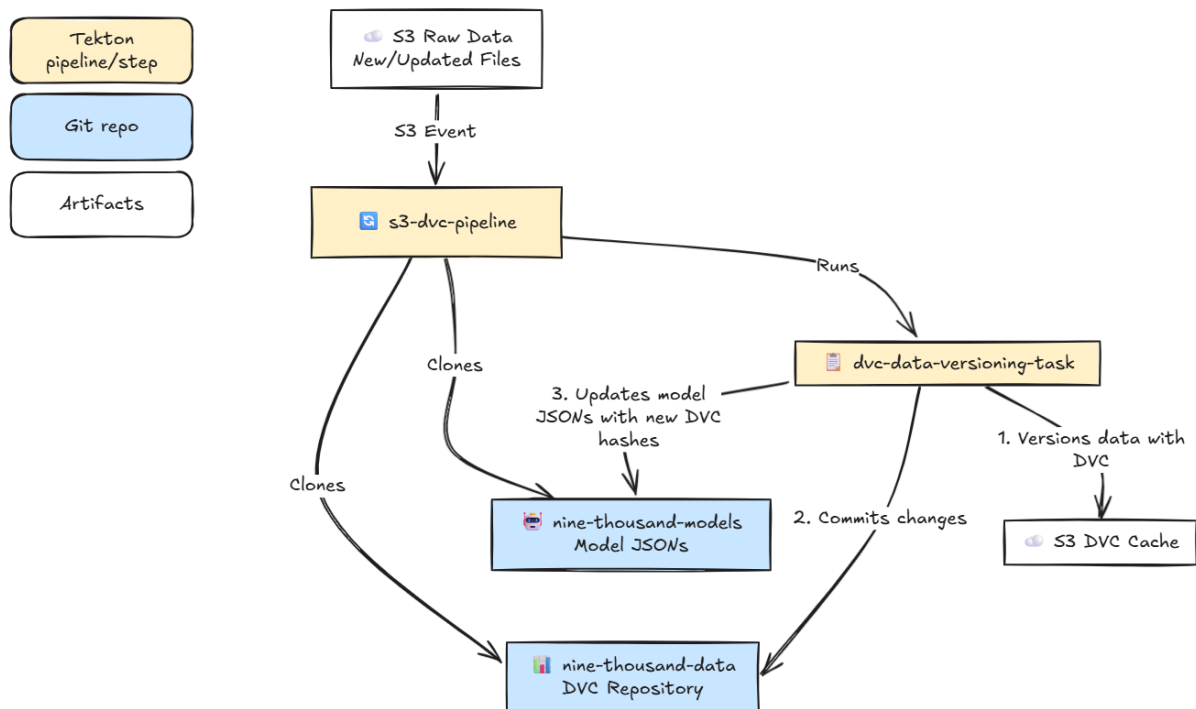 Tekton
pipeline/step
Git repo
Artifacts
S3 Raw Data
New/Updated Files
S3 Event
s3-dvc-pipeline
Runs
Clones
dvc-data-versioning-task
3. Updates model
JSONs with new DVC
hashes
1. Versions data with
DVC
Clones
nine-thousand-models
Model JSONs
2. Commits changes
S3 DVC Cache
nine-thousand-data
DVC Repository